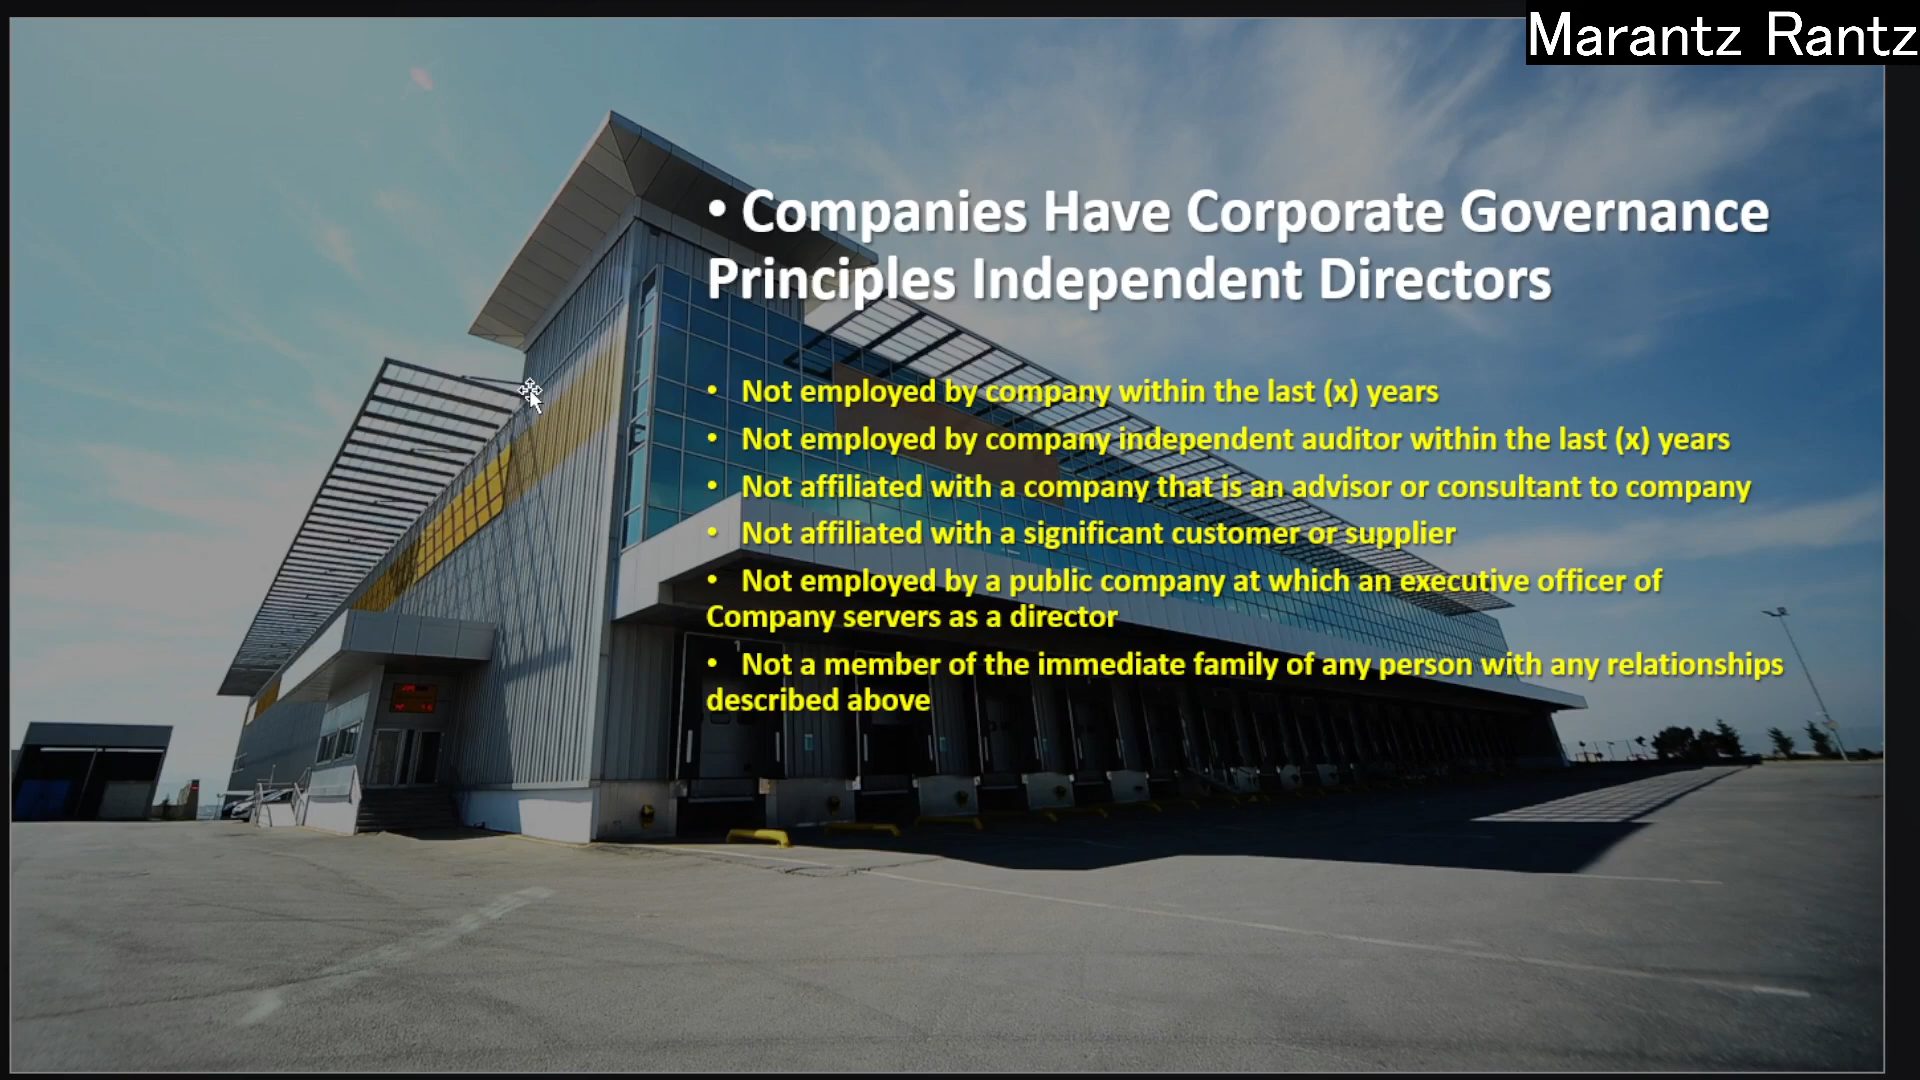 Marantz Rantz
• Companies Have Corporate Governance
Principles Independent Directors
• Not employed by company within the last (x) years
• Not employed by company independent auditor within the last (x) years
• Not affiliated with a company that is an advisor or consultant to company
• Not affiliated with a significant customer or supplier
• Not employed by a public company at which an executive officer of
Company servers as a director
• Not a member of the immediate family of any person with any relationships
described above